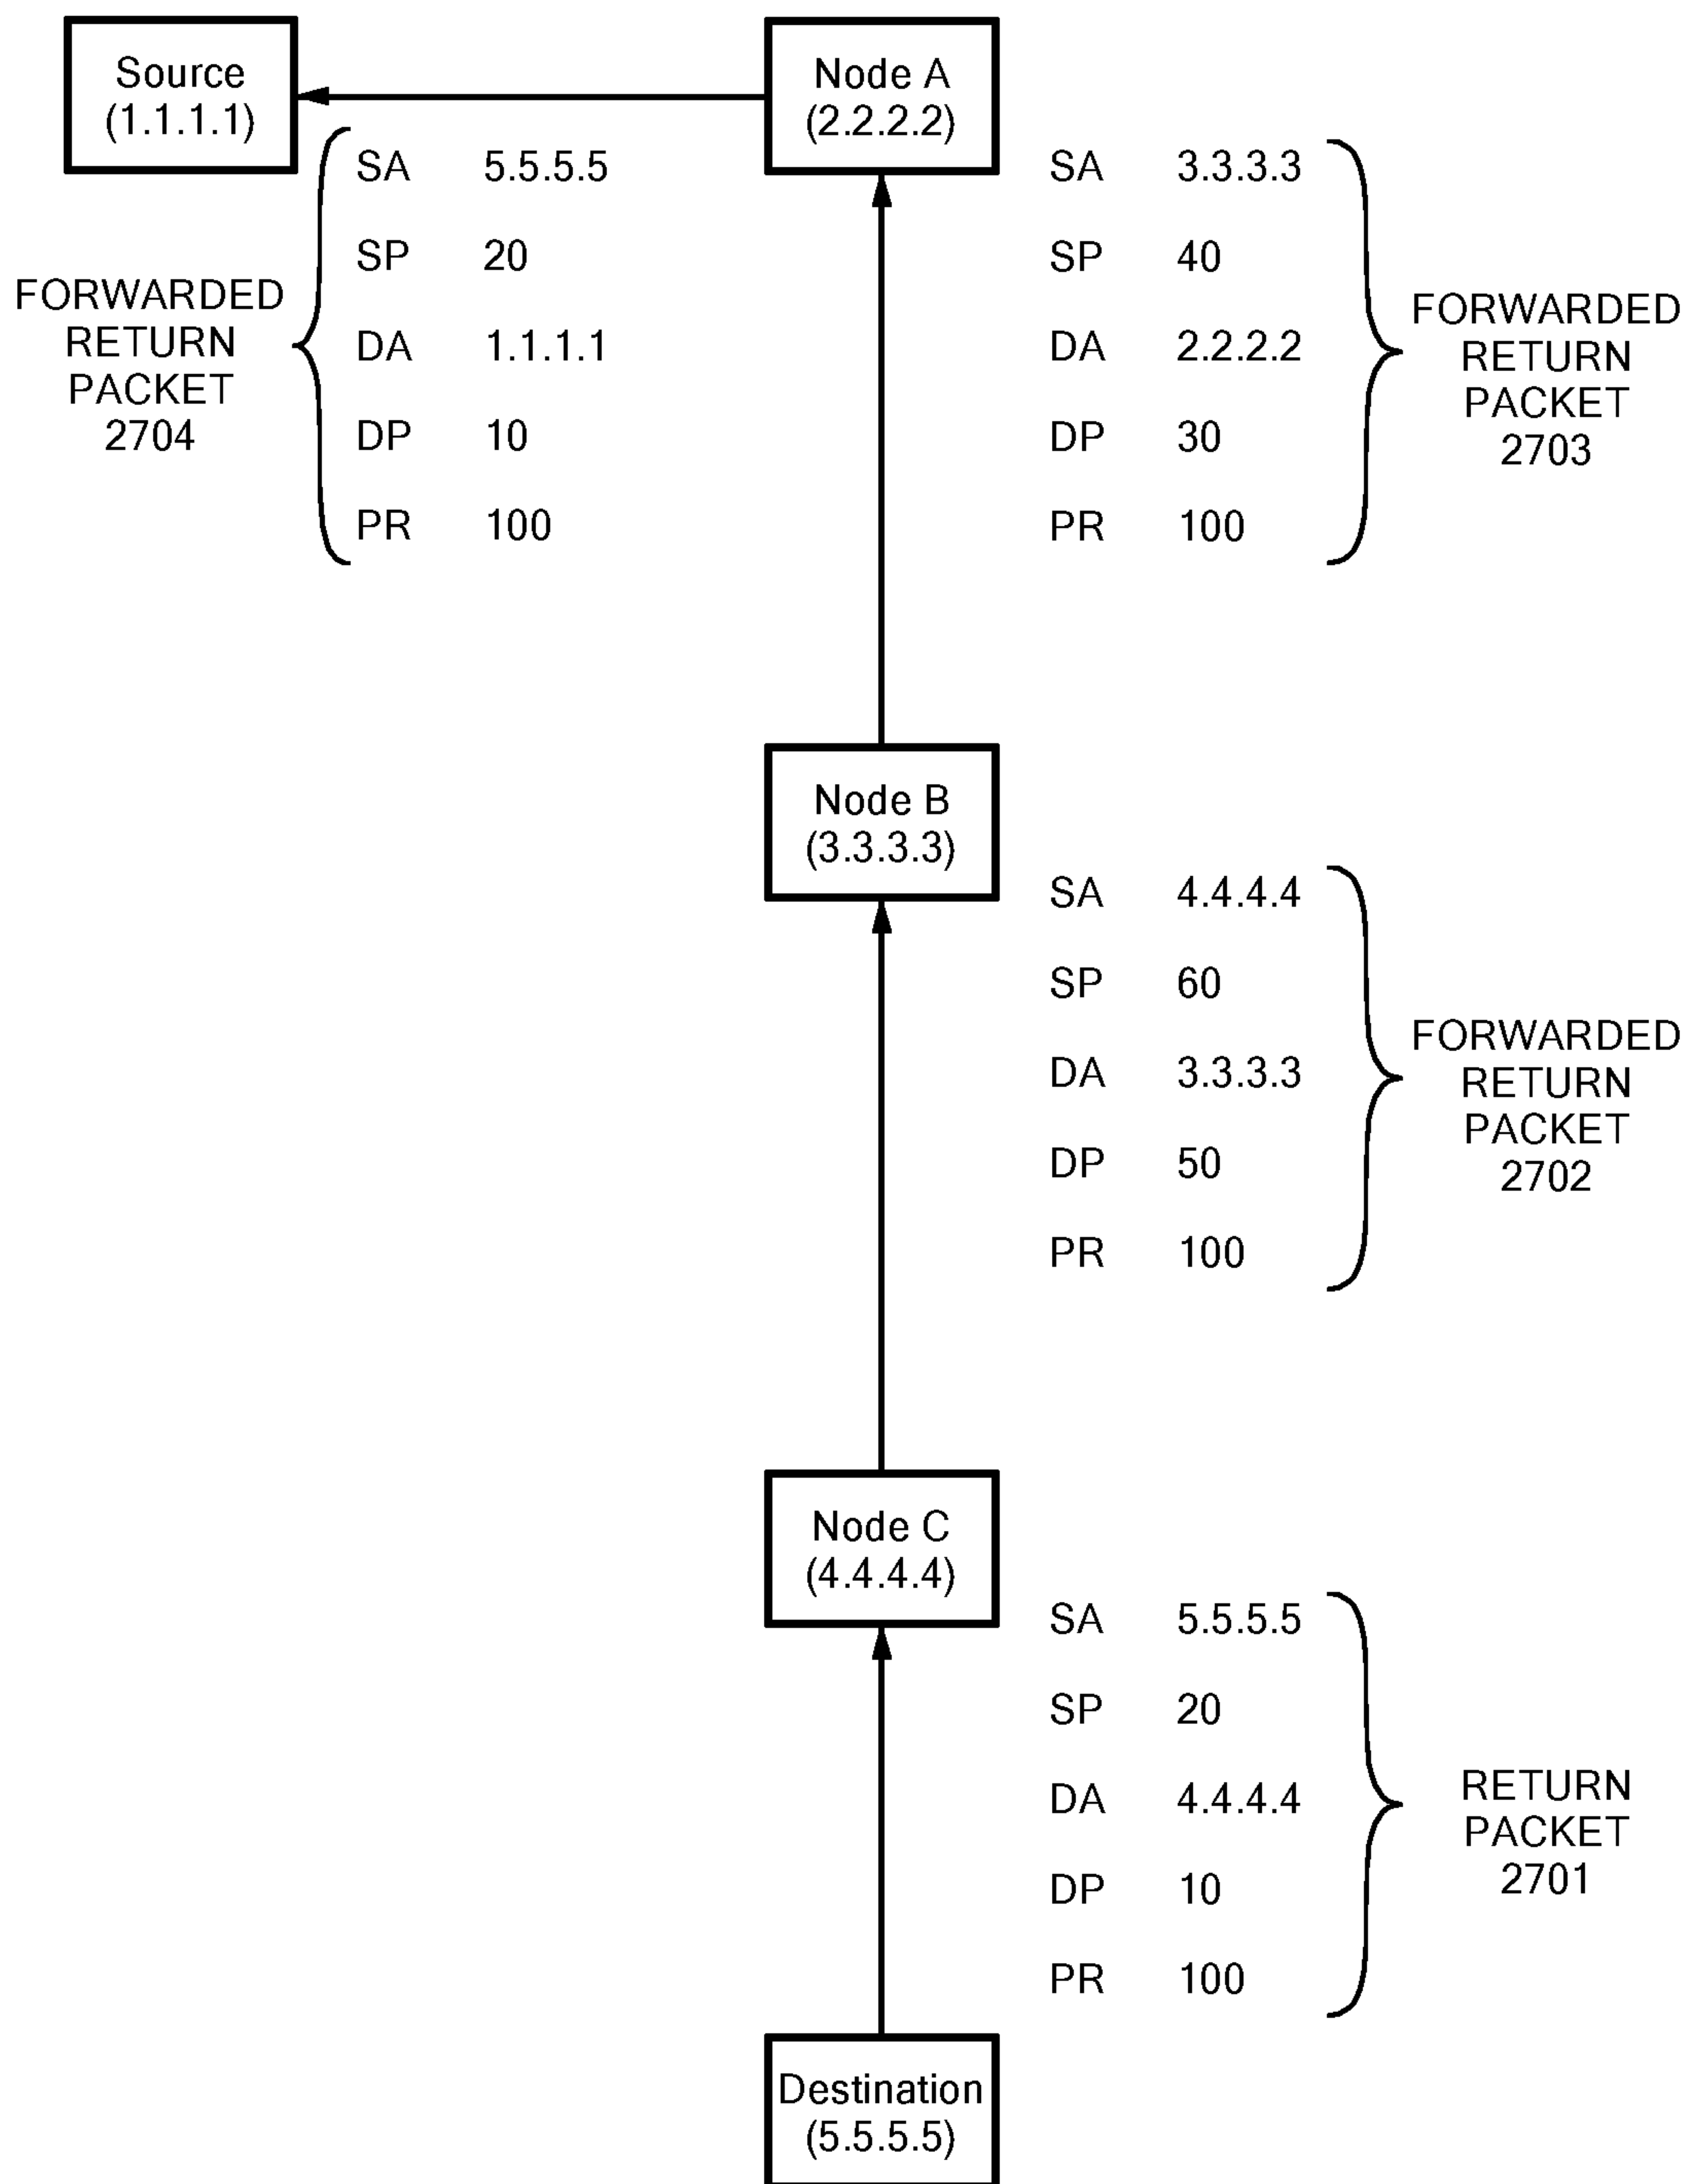 Source
(1.1.1.1)
Node A
(2.2.2.2)
SA 5.5.5.5
SP 20
DA 1.1.1.1
DP 10
PR 100
FORWARDED
RETURN
PACKET
2704
SA 3.3.3.3
SP 40
DA 2.2.2.2
DP 30
PR 100
FORWARDED
RETURN
PACKET
2703
Node B
(3.3.3.3)
SA 4.4.4.4
SP 60
DA 3.3.3.3
DP 50
PR 100
FORWARDED
RETURN
PACKET
2702
Node C
(4.4.4.4)
SA 5.5.5.5
SP 20
DA 4.4.4.4
DP 10
PR 100
RETURN
PACKET
2701
Destination
(5.5.5.5)